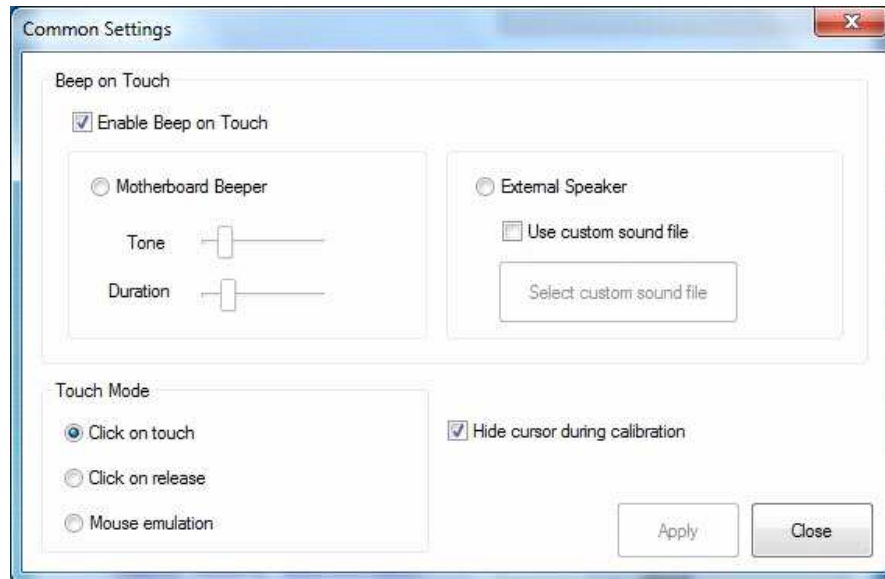 Common Settings
Beep on Touch
Enable Beep on Touch
Motherboard Beeper
Tone
Duration
External Speaker
Use custom sound file
Select custom sound file
Touch Mode
Click on touch
Click on release
Mouse emulation
Hide cursor during calibration
Apply
Close